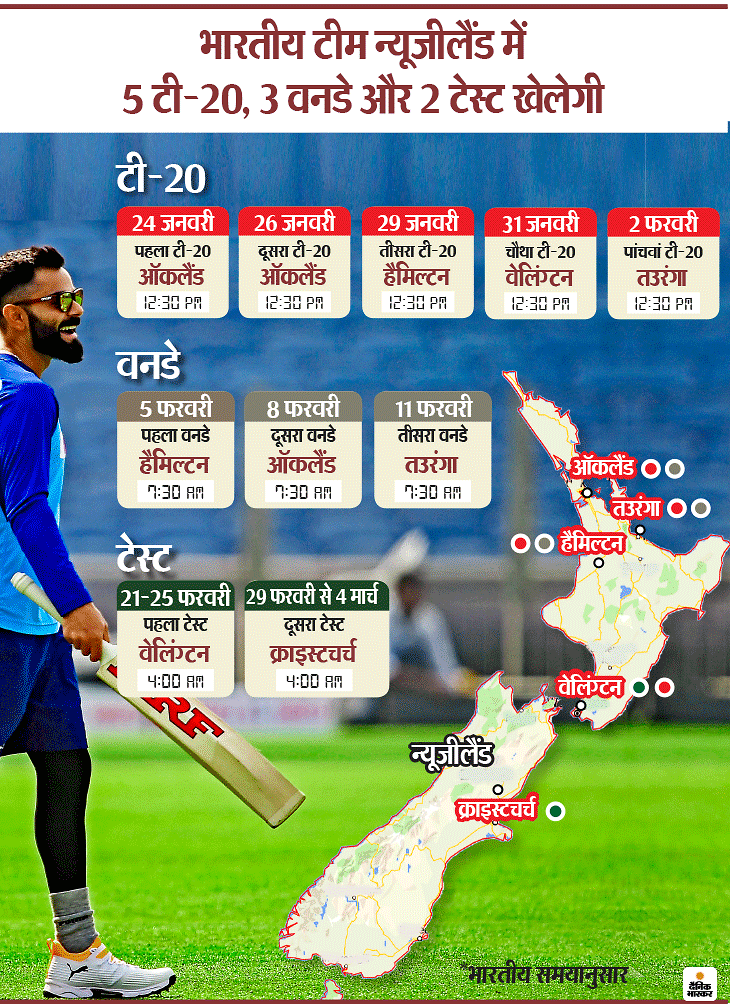 भारतीय टीम न्यूजीलैंड में
5 टी-20, 3 वनडे और 2 टेस्ट खेलेगी
टी-20
24 जनवरी
पहला टी-20
ऑकलैंड
12:30 PM
26 जनवरी
दूसरा टी-20
ऑकलैंड
12:30 PM
29 जनवरी
तीसरा टी-20
हैमिल्टन
12:30 PM
31 जनवरी
चौथा टी-20
वेलिंग्टन
12:30 PM
2 फरवरी
पांचवां टी-20
तउरंगा
12:30 PM
वनडे
5 फरवरी
पहला वनडे
हैमिल्टन
7:30 AM
8 फरवरी
दूसरा वनडे
ऑकलैंड
7:30 AM
11 फरवरी
तीसरा वनडे
तउरंगा
7:30 AM
टेस्ट
21-25 फरवरी
पहला टेस्ट
वेलिंग्टन
4:00 AM
29 फरवरी से 4 मार्च
दूसरा टेस्ट
क्राइस्टचर्च
4:00 AM
ऑकलैंड
तउरंगा
हैमिल्टन
वेलिंग्टन
न्यूजीलैंड
क्राइस्टचर्च
*भारतीय समयानुसार
दैनिक
भास्कर